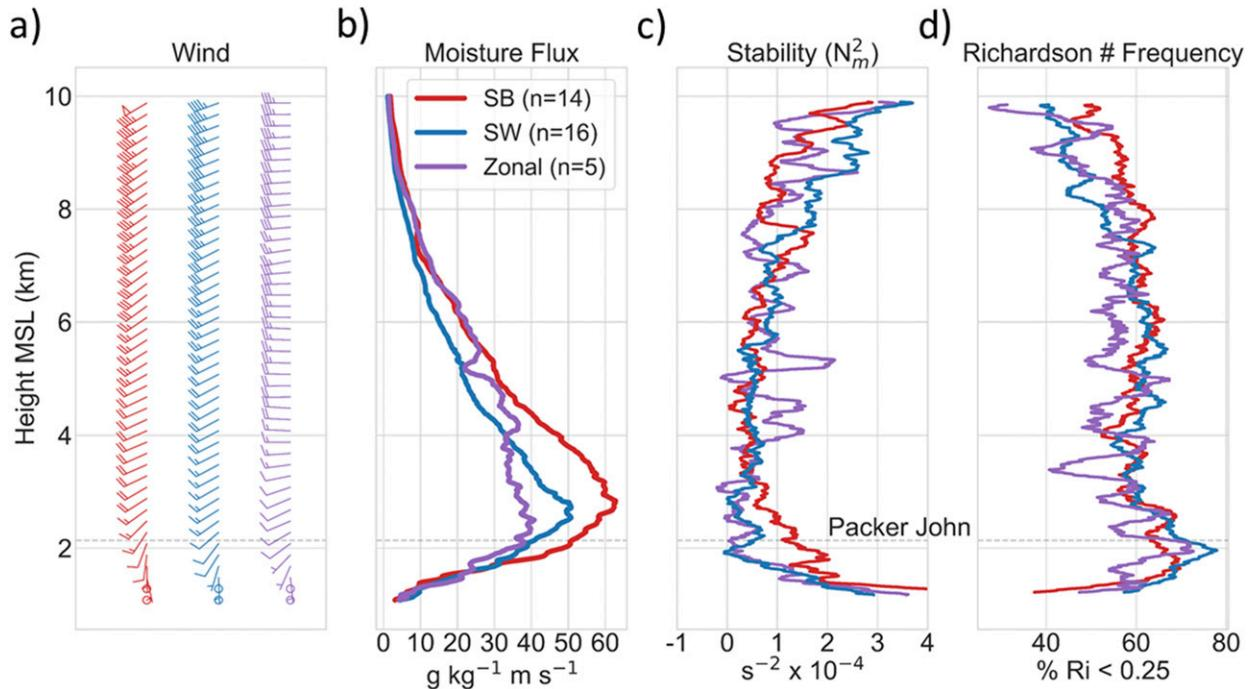 a)
Wind
b)
Moisture Flux
c)
Stability (N²ₘ)
d)
Richardson # Frequency
SB (n=14)
SW (n=16)
Zonal (n=5)
Packer John
Height MSL (km)
10
8
6
4
2
0 10 20 30 40 50 60
g kg⁻¹ m s⁻¹
-1 0 1 2 3 4
s⁻² x 10⁻⁴
40 60 80
% Ri < 0.25